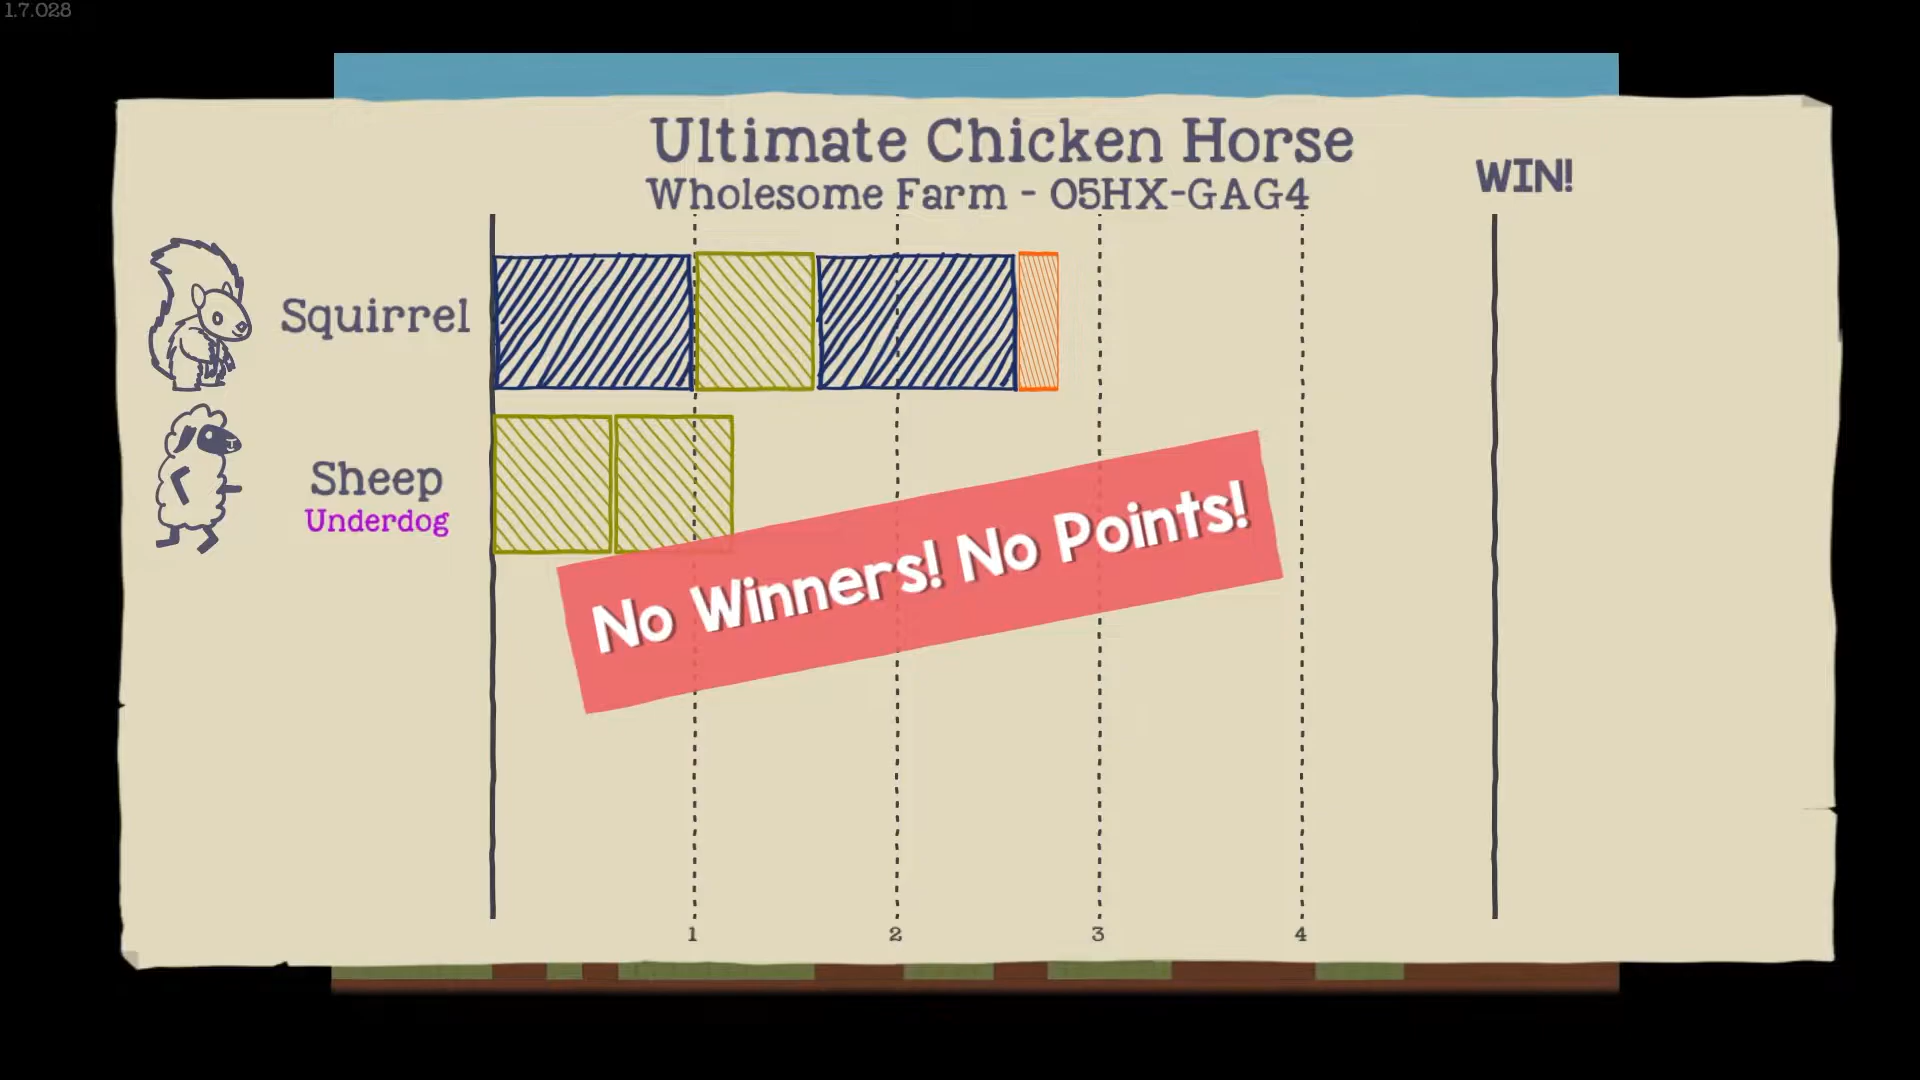 1.7.028
Ultimate Chicken Horse
Wholesome Farm - 05HX-GAG4
WIN!
Squirrel
Sheep
Underdog
No Winners! No Points!
1
2
3
4